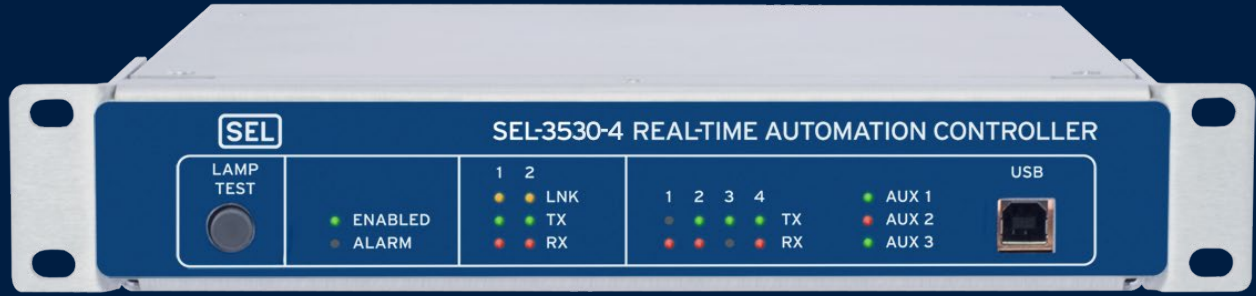 SEL
SEL-3530-4 REAL-TIME AUTOMATION CONTROLLER
LAMP
TEST
ENABLED
ALARM
1 2
LNK
TX
RX
1 2 3 4
TX
RX
AUX 1
AUX 2
AUX 3
USB